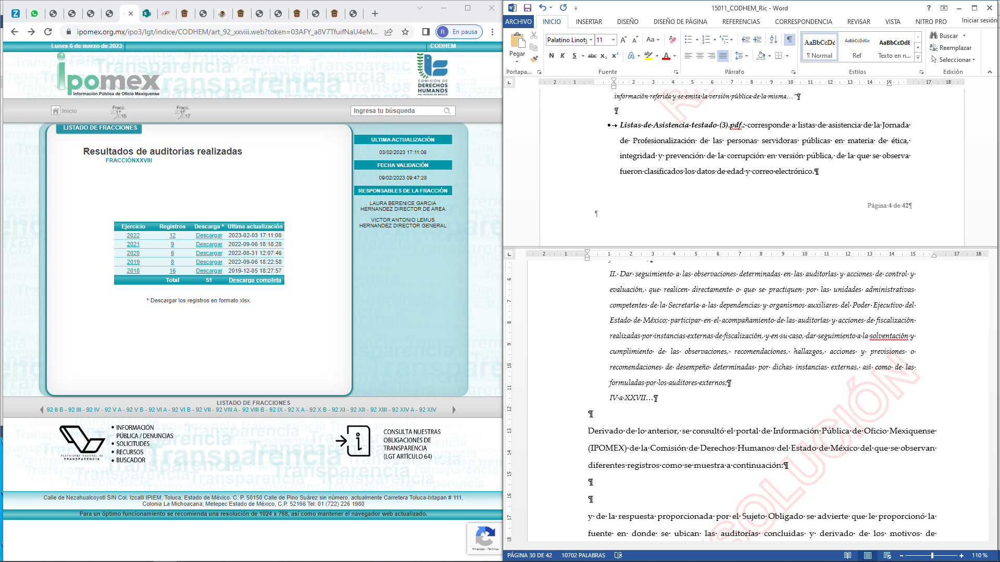 En pausa
ipomex.org.mx/ipo3/lgt/indice/CODHEM/art_92_xxviii.web?token=03AFY_a8V7TfuifNaU4eM...
Lunes 6 de marzo de 2023
CODHEM
ipomex
Información Pública de Oficio Mexiquense
COMISIÓN DE
DERECHOS
HUMANOS
DEL ESTADO DE MÉXICO
Inicio
Fracc.
2015
Fracc.
2017
Ingresa tu búsqueda
LISTADO DE FRACCIONES
Resultados de auditorías realizadas
FRACCIÓNXXVIII
ULTIMA ACTUALIZACIÓN
03/02/2023 17:11:08
FECHA VALIDACIÓN
09/02/2023 09:47:28
RESPONSABLES DE LA FRACCIÓN
LAURA BERENICE GARCIA
HERNANDEZ DIRECTOR DE AREA
VICTOR ANTONIO LEMUS
HERNANDEZ DIRECTOR GENERAL
Ejercicio Registros Descarga * Ultima actualización
2022 12 Descargar 2023-02-03 17:11:08
2021 9 Descargar 2022-09-06 18:18:28
2020 6 Descargar 2022-08-31 12:07:46
2019 8 Descargar 2022-09-06 18:22:58
2018 16 Descargar 2019-12-05 18:27:57
Total 51 Descarga completa
* Descargar los registros en formato xlsx.
LISTADO DE FRACCIONES
92 II B - 92 III - 92 IV - 92 V A - 92 V B - 92 VI A - 92 VI B - 92 VII - 92 VIII A - 92 VIII B - 92 IX - 92 X A - 92 X B - 92 XI - 92 XII - 92 XIII - 92 XIV A - 92 XIV
PLATAFORMA NACIONAL DE
TRANSPARENCIA
• INFORMACIÓN
PÚBLICA / DENUNCIAS
• SOLICITUDES
• RECURSOS
• BUSCADOR
CONSULTA NUESTRAS
OBLIGACIONES DE
TRANSPARENCIA
(LGT ARTÍCULO 64)
Calle de Nezahualcoyotl S/N Col. Izcalli IPIEM, Toluca, Estado de México. C. P. 50150 Calle de Pino Suárez sin número, actualmente Carretera Toluca-Ixtapan # 111,
Colonia La Michoacana; Metepec Estado de México, C.P. 52166 Tel: 01 (722) 226 1980
Para un óptimo funcionamiento se recomienda una resolución de 1024 x 768, así como mantener el navegador web actualizado.
Privacidad - Términos
15011_CODHEM_Ric - Word
ARCHIVO INICIO INSERTAR DISEÑO DISEÑO DE PÁGINA REFERENCIAS CORRESPONDENCIA REVISAR VISTA NITRO PRO Iniciar sesión
Pegar
Palatino Linoty 11
N K S abc x₂ x²
AaBbCcDd AaBbCcDdEe AaBbCcDd
¶ Normal Ref Texto en n...
Buscar
Reemplazar
Seleccionar
Portapa... Fuente Párrafo Estilos Edición
información referida y se emita la versión pública de la misma…"¶
¶
•→ Listas de Asistencia testado (3).pdf.: corresponde a listas de asistencia de la Jornada
de Profesionalización de las personas servidoras públicas en materia de ética,
integridad y prevención de la corrupción en versión pública, de la que se observa
fueron clasificados los datos de edad y correo electrónico.¶
Página 4 de 42¶
¶
II. Dar seguimiento a las observaciones determinadas en las auditorías y acciones de control y
evaluación, que realicen directamente o que se practiquen por las unidades administrativas
competentes de la Secretaría a las dependencias y organismos auxiliares del Poder Ejecutivo del
Estado de México; participar en el acompañamiento de las auditorías y acciones de fiscalización
realizadas por instancias externas de fiscalización, y en su caso, dar seguimiento a la solventación y
cumplimiento de las observaciones, recomendaciones, hallazgos, acciones y previsiones o
recomendaciones de desempeño determinadas por dichas instancias externas, así como de las
formuladas por los auditores externos;¶
IV a XXVII…¶
¶
Derivado de lo anterior, se consultó el portal de Información Pública de Oficio Mexiquense
(IPOMEX) de la Comisión de Derechos Humanos del Estado de México del que se observan
diferentes registros como se muestra a continuación:¶
¶
¶
y de la respuesta proporcionada por el Sujeto Obligado se advierte que le proporcionó la
fuente en donde se ubican las auditorías concluidas y derivado de los motivos de
SOLUCIÓN
PÁGINA 30 DE 42 10702 PALABRAS
110 %